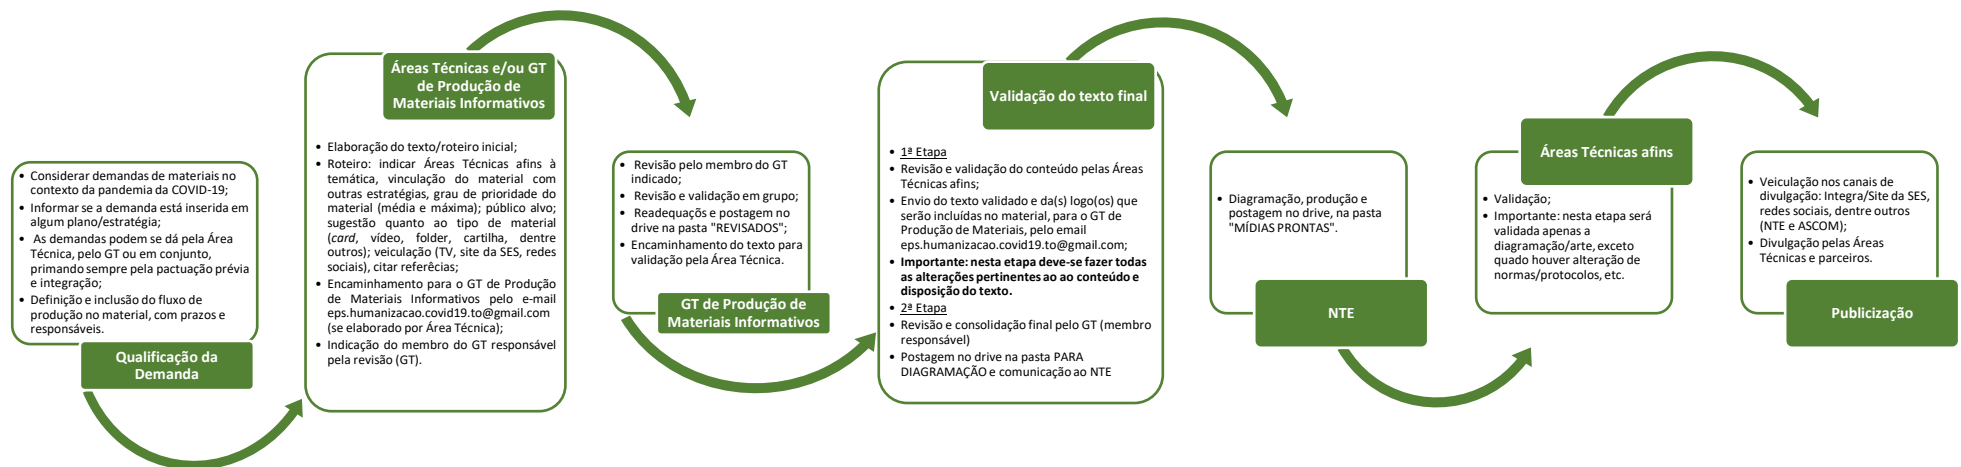 • Considerar demandas de materiais no
contexto da pandemia da COVID-19;
• Informar se a demanda está inserida em
algum plano/estratégia;
• As demandas podem se dá pela Área
Técnica, pelo GT ou em conjunto,
primando sempre pela pactuação prévia
e integração;
• Definição e inclusão do fluxo de
produção no material, com prazos e
responsáveis.
Qualificação da
Demanda
Áreas Técnicas e/ou GT
de Produção de
Materiais Informativos
• Elaboração do texto/roteiro inicial;
• Roteiro: indicar Áreas Técnicas afins à
temática, vinculação do material com
outras estratégias, grau de prioridade do
material (média e máxima); público alvo;
sugestão quanto ao tipo de material
(card, vídeo, folder, cartilha, dentre
outros); veiculação (TV, site da SES, redes
sociais), citar referêcias;
• Encaminhamento para o GT de Produção
de Materiais Informativos pelo e-mail
eps.humanizacao.covid19.to@gmail.com
(se elaborado por Área Técnica);
• Indicação do membro do GT responsável
pela revisão (GT).
• Revisão pelo membro do GT
indicado;
• Revisão e validação em grupo;
• Readequaçõs e postagem no
drive na pasta "REVISADOS";
• Encaminhamento do texto para
validação pela Área Técnica.
GT de Produção de
Materiais Informativos
Validação do texto final
• 1ª Etapa
• Revisão e validação do conteúdo pelas Áreas
Técnicas afins;
• Envio do texto validado e da(s) logo(os) que
serão incluídas no material, para o GT de
Produção de Materiais, pelo email
eps.humanizacao.covid19.to@gmail.com;
• Importante: nesta etapa deve-se fazer todas
as alterações pertinentes ao ao conteúdo e
disposição do texto.
• 2ª Etapa
• Revisão e consolidação final pelo GT (membro
responsável)
• Postagem no drive na pasta PARA
DIAGRAMAÇÃO e comunicação ao NTE
• Diagramação, produção e
postagem no drive, na pasta
"MÍDIAS PRONTAS".
NTE
Áreas Técnicas afins
• Validação;
• Importante: nesta etapa será
validada apenas a
diagramação/arte, exceto
quado houver alteração de
normas/protocolos, etc.
• Veiculação nos canais de
divulgação: Integra/Site da SES,
redes sociais, dentre outros
(NTE e ASCOM);
• Divulgação pelas Áreas
Técnicas e parceiros.
Publicização